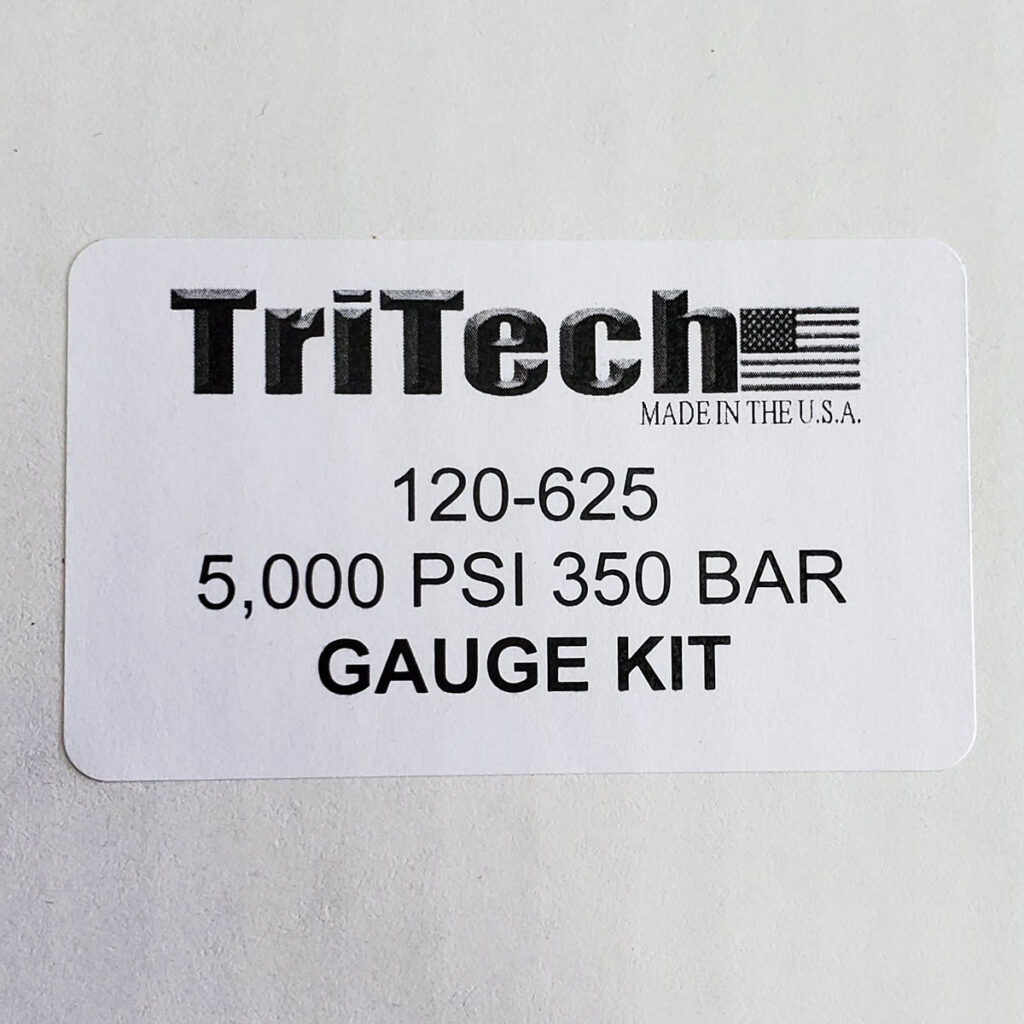 TriTech
MADE IN THE U.S.A.
120-625
5,000 PSI 350 BAR
GAUGE KIT